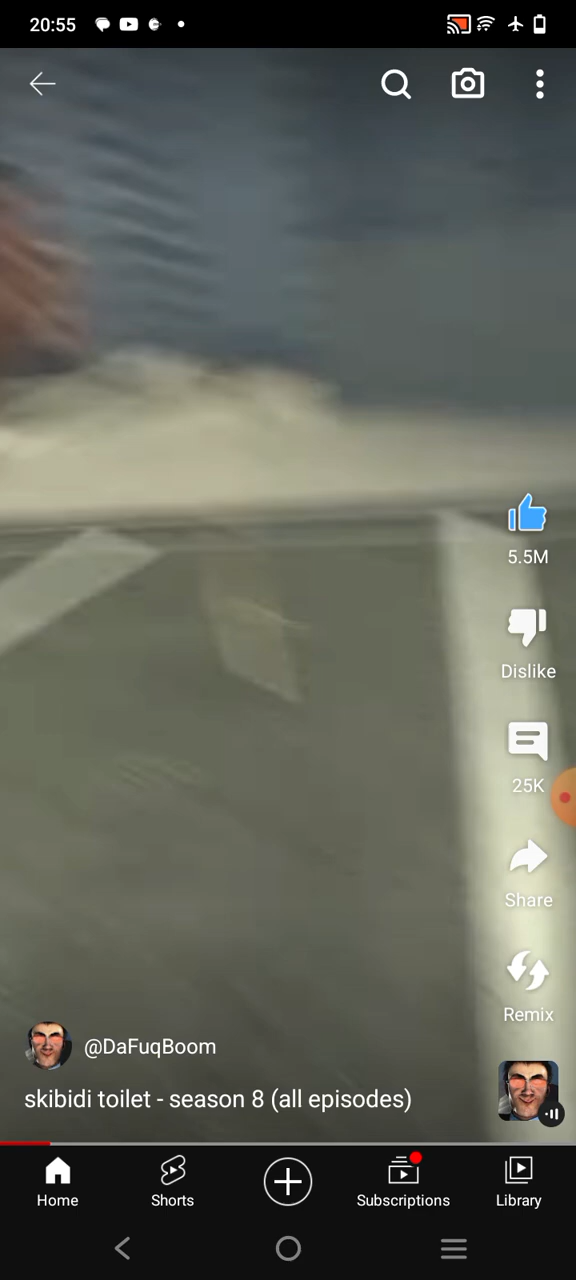 20:55
5.5M
Dislike
25K
Share
Remix
@DaFuqBoom
skibidi toilet - season 8 (all episodes)
Home
Shorts
Subscriptions
Library